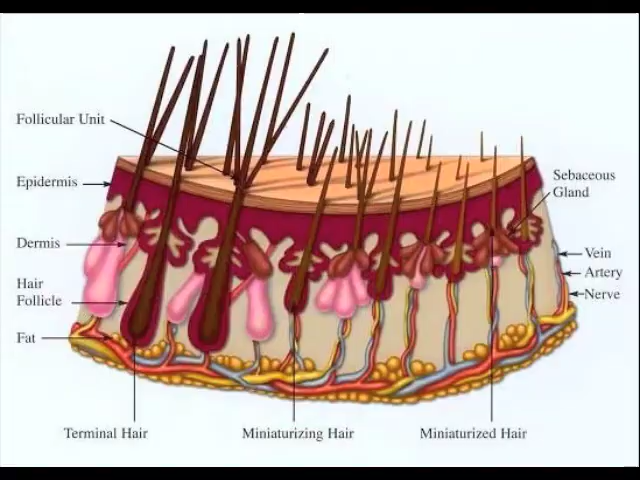 Follicular Unit
Epidermis
Dermis
Hair
Follicle
Fat
Sebaceous
Gland
Vein
Artery
Nerve
Terminal Hair
Miniaturizing Hair
Miniaturized Hair